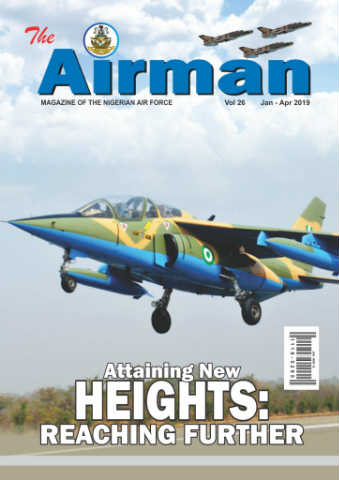 The
Airman
MAGAZINE OF THE NIGERIAN AIR FORCE Vol 26 Jan - Apr 2019
Attaining New
HEIGHTS:
REACHING FURTHER